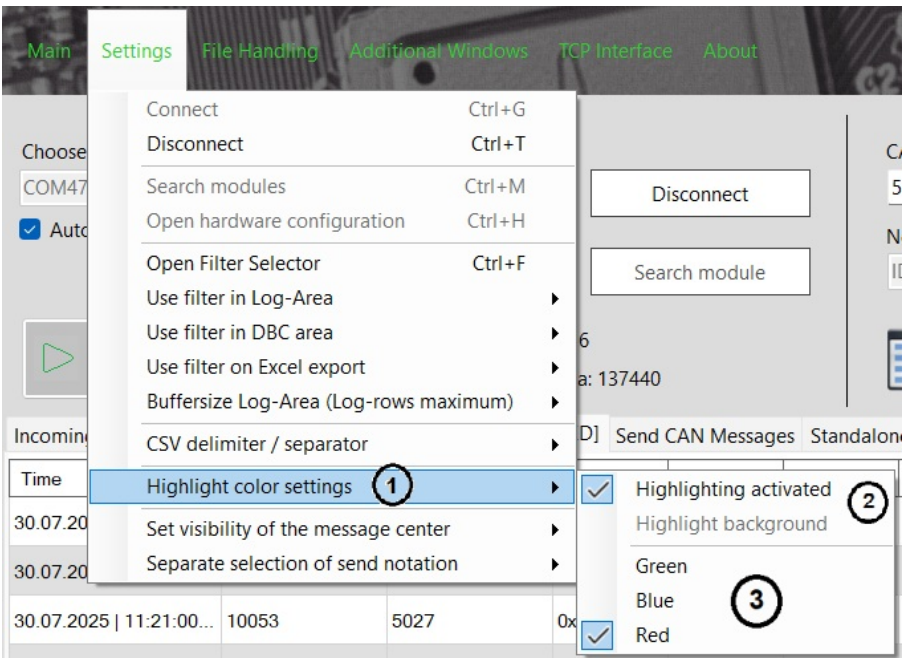 Main Settings File Handling Additional Windows TCP Interface About
Connect Ctrl+G
Choose Disconnect Ctrl+T
COM47 Search modules Ctrl+M Disconnect 5
Auto Open hardware configuration Ctrl+H
Open Filter Selector Ctrl+F Search module
Use filter in Log-Area
Use filter in DBC area 6
Use filter on Excel export a: 137440
Buffersize Log-Area (Log-rows maximum)
Incoming CSV delimiter / separator D] Send CAN Messages Standalone
Time Highlight color settings 1 Highlighting activated 2
30.07.20 Set visibility of the message center Highlight background
30.07.20 Separate selection of send notation Green
Blue 3
30.07.2025 | 11:21:00... 10053 5027 0x Red